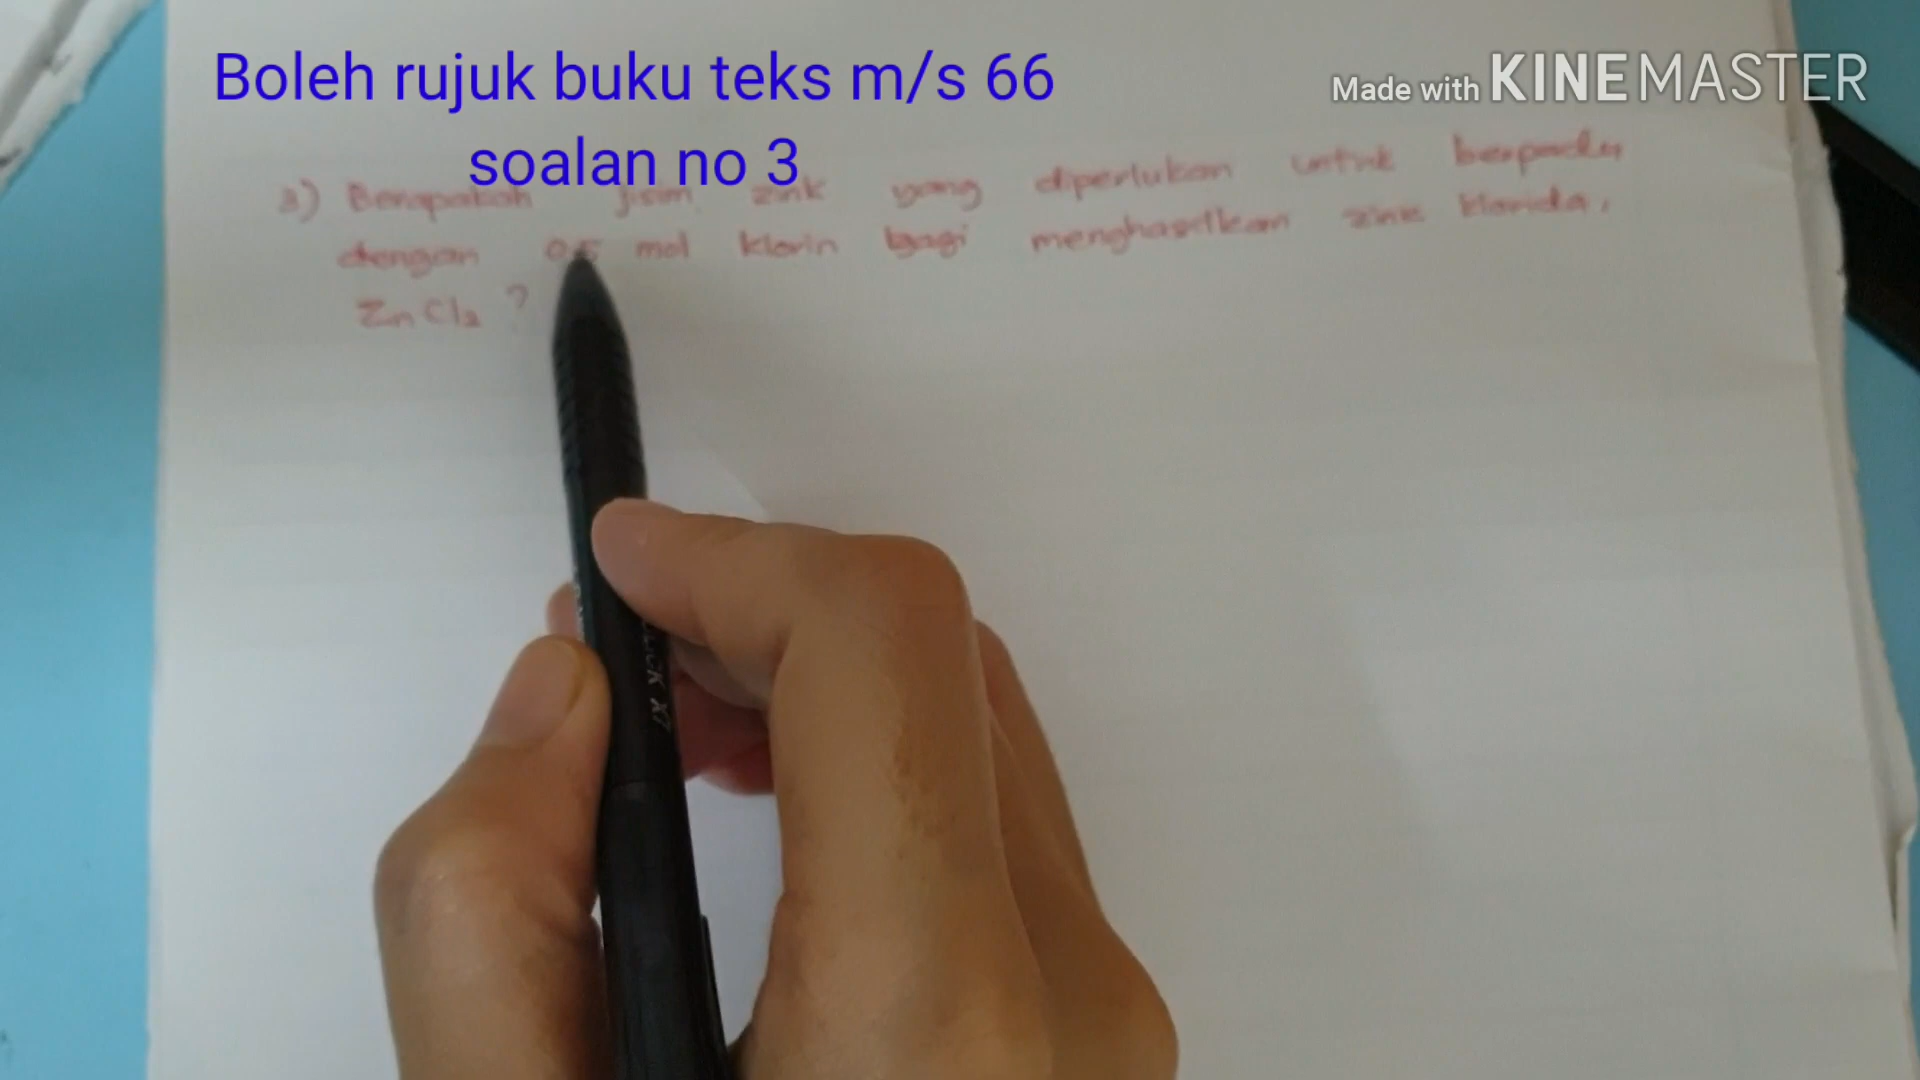 Boleh rujuk buku teks m/s 66
soalan no 3
Made with KINEMASTER
3) Berapakah jisim zink yang diperlukan untuk berpadu
dengan 0.5 mol klorin bagi menghasilkan zink klorida,
ZnCl₂ ?